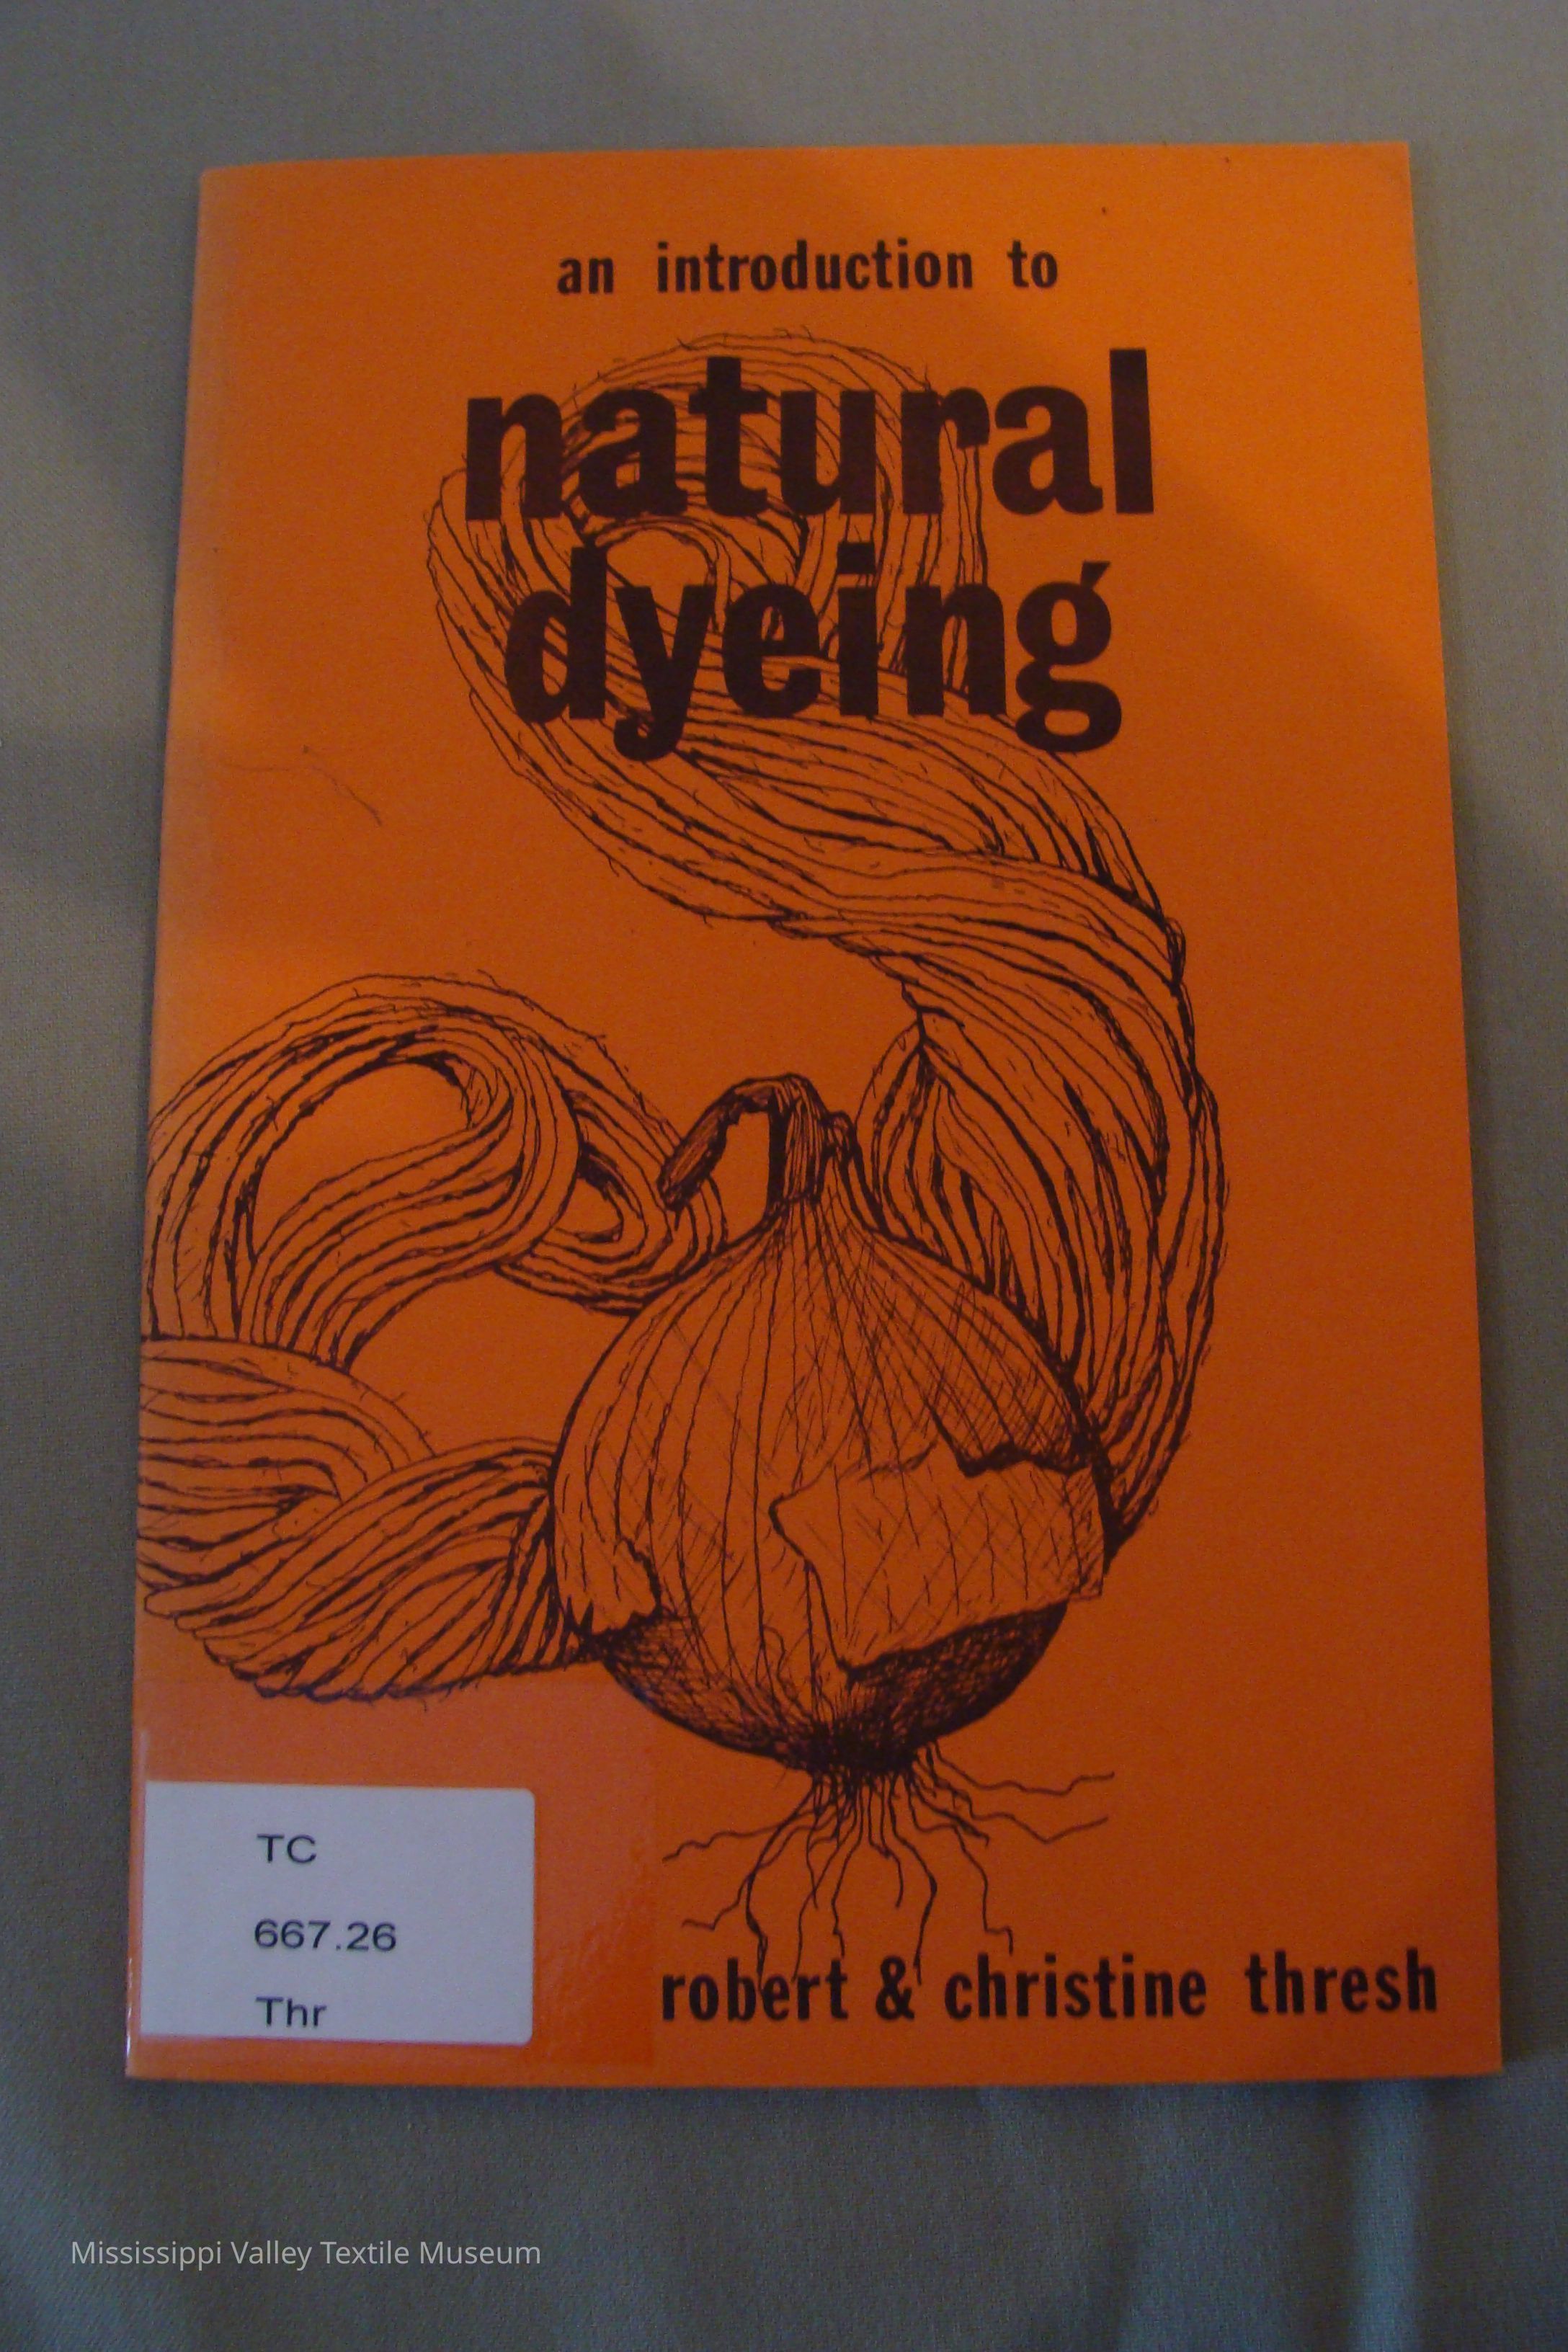 an introduction to
natural
dyeing
TC
667.26
Thr
robert & christine thresh
Mississippi Valley Textile Museum